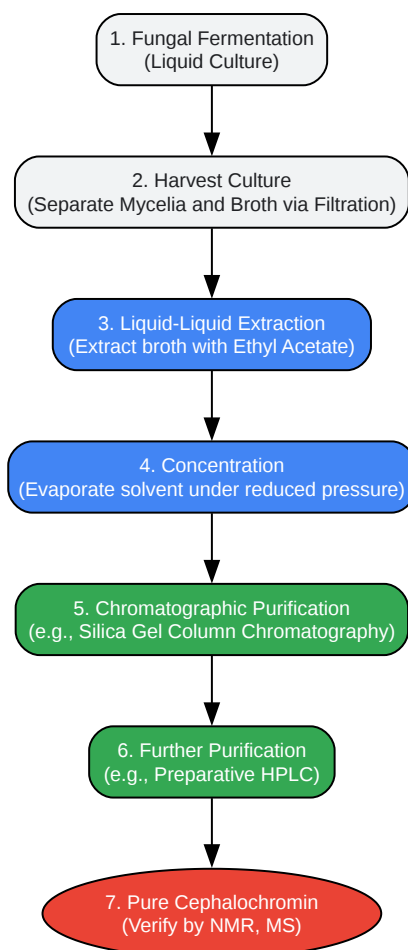 1. Fungal Fermentation
(Liquid Culture)
2. Harvest Culture
(Separate Mycelia and Broth via Filtration)
3. Liquid-Liquid Extraction
(Extract broth with Ethyl Acetate)
4. Concentration
(Evaporate solvent under reduced pressure)
5. Chromatographic Purification
(e.g., Silica Gel Column Chromatography)
6. Further Purification
(e.g., Preparative HPLC)
7. Pure Cephalochromin
(Verify by NMR, MS)